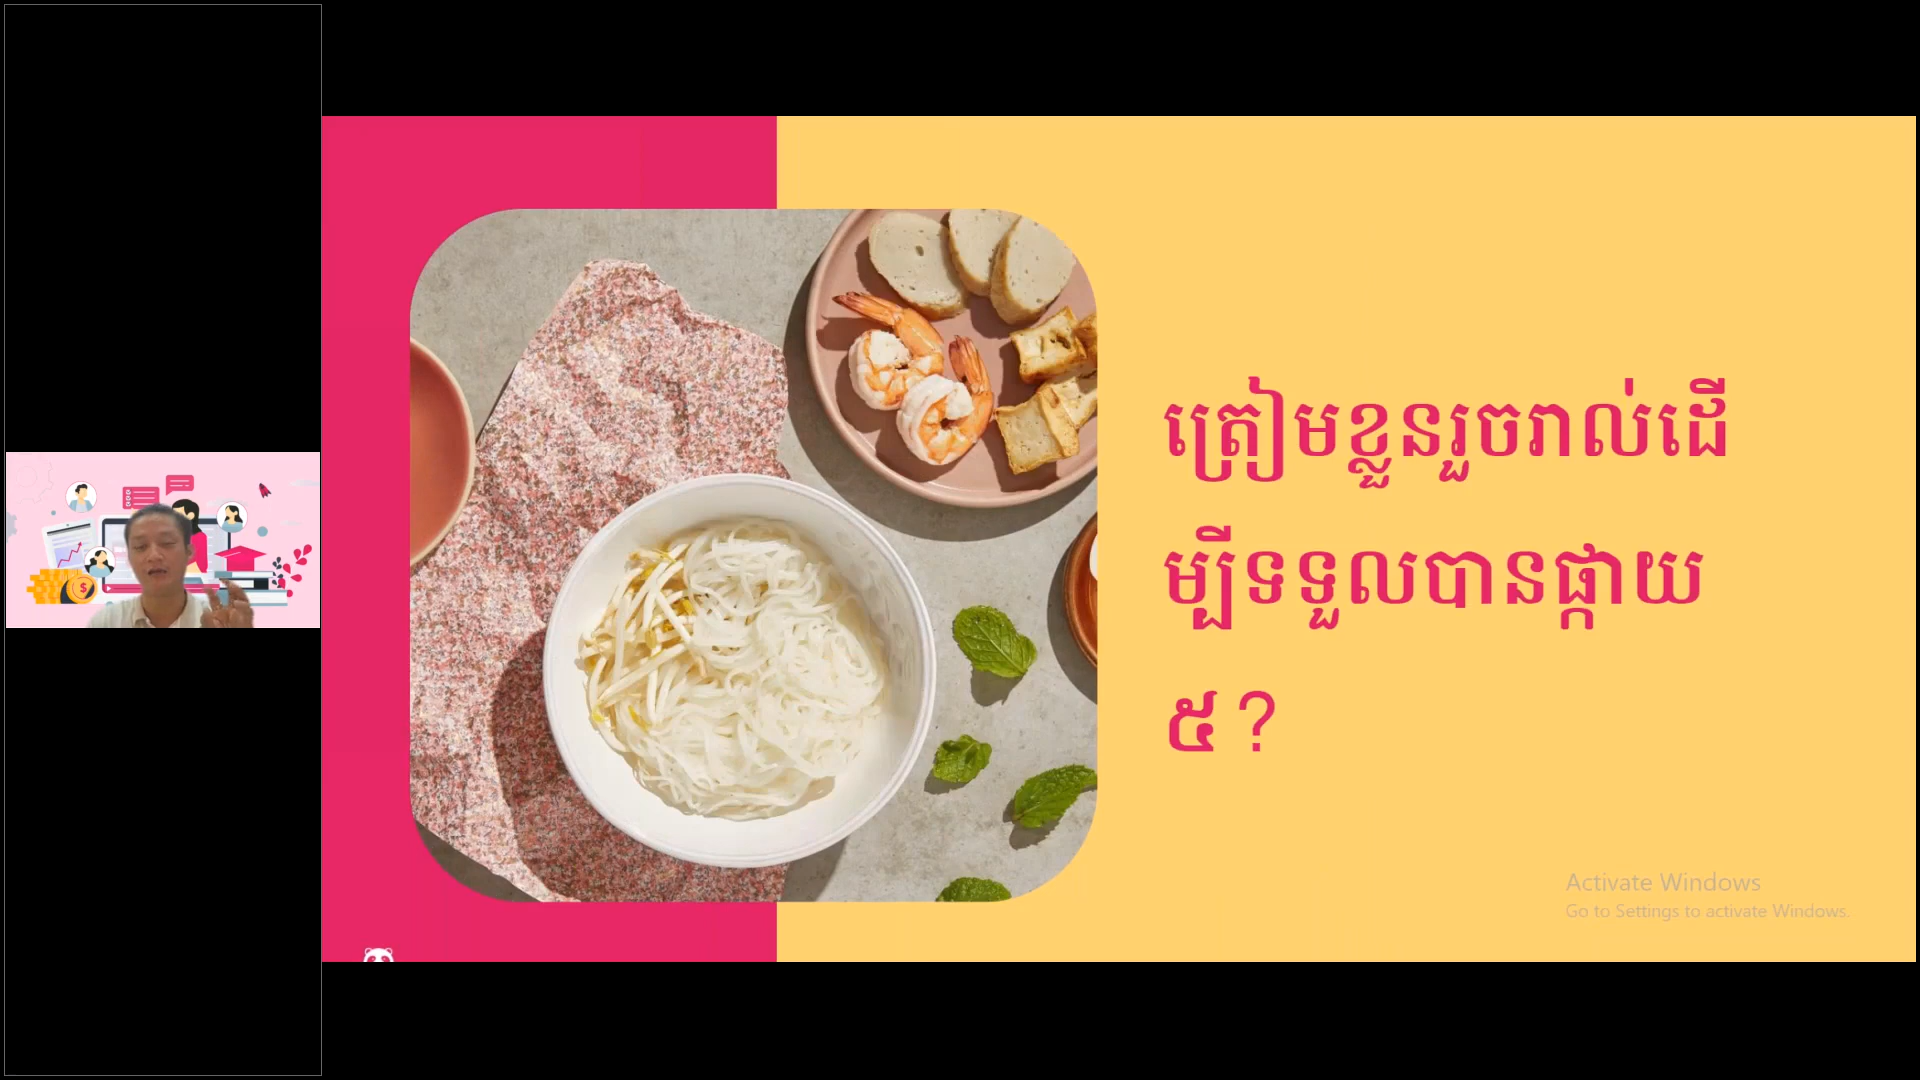 ត្រៀមខ្លួនរួចរាល់ដើ
ម្បីទទួលបានផ្កាយ
៥ ?
Activate Windows
Go to Settings to activate Windows.